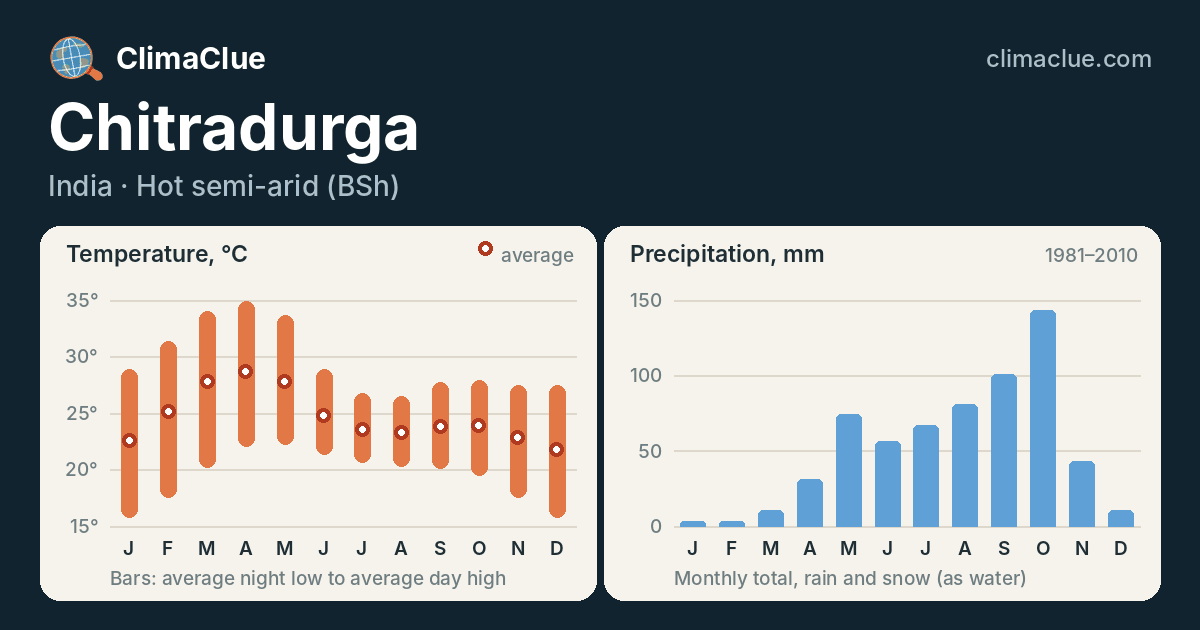 ClimaClue
climaclue.com
Chitradurga
India · Hot semi-arid (BSh)
Temperature, °C
average
35°
30°
25°
20°
15°
J F M A M J J A S O N D
Bars: average night low to average day high
Precipitation, mm
1981–2010
150
100
50
0
J F M A M J J A S O N D
Monthly total, rain and snow (as water)